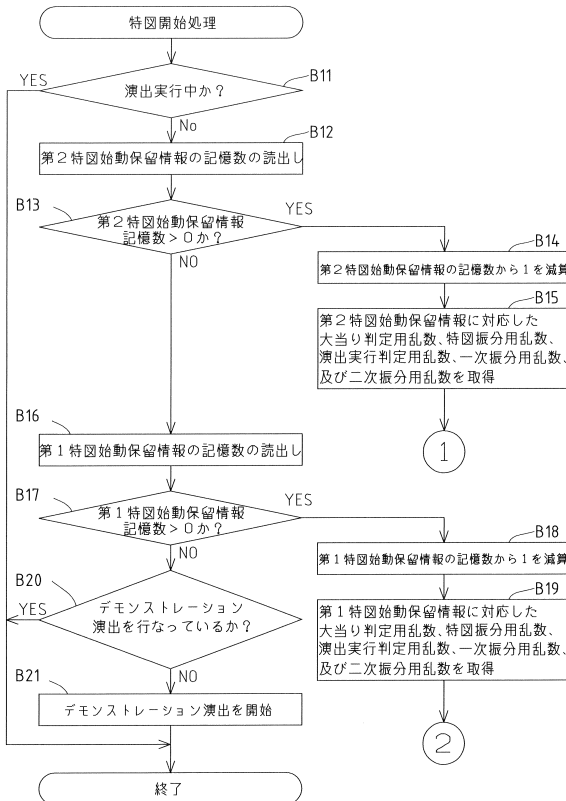 特図開始処理
B11
YES
演出実行中か?
No
B12
第2特図始動保留情報の記憶数の読出し
B13
第2特図始動保留情報
記憶数>0か?
YES
NO
B14
第2特図始動保留情報の記憶数から1を減算
B15
第2特図始動保留情報に対応した
大当り判定用乱数、特図振分用乱数、
演出実行判定用乱数、一次振分用乱数、
及び二次振分用乱数を取得
1
B16
第1特図始動保留情報の記憶数の読出し
B17
第1特図始動保留情報
記憶数>0か?
YES
NO
B18
第1特図始動保留情報の記憶数から1を減算
B19
第1特図始動保留情報に対応した
大当り判定用乱数、特図振分用乱数、
演出実行判定用乱数、一次振分用乱数、
及び二次振分用乱数を取得
2
B20
YES
デモンストレーション
演出を行なっているか?
NO
B21
デモンストレーション演出を開始
終了